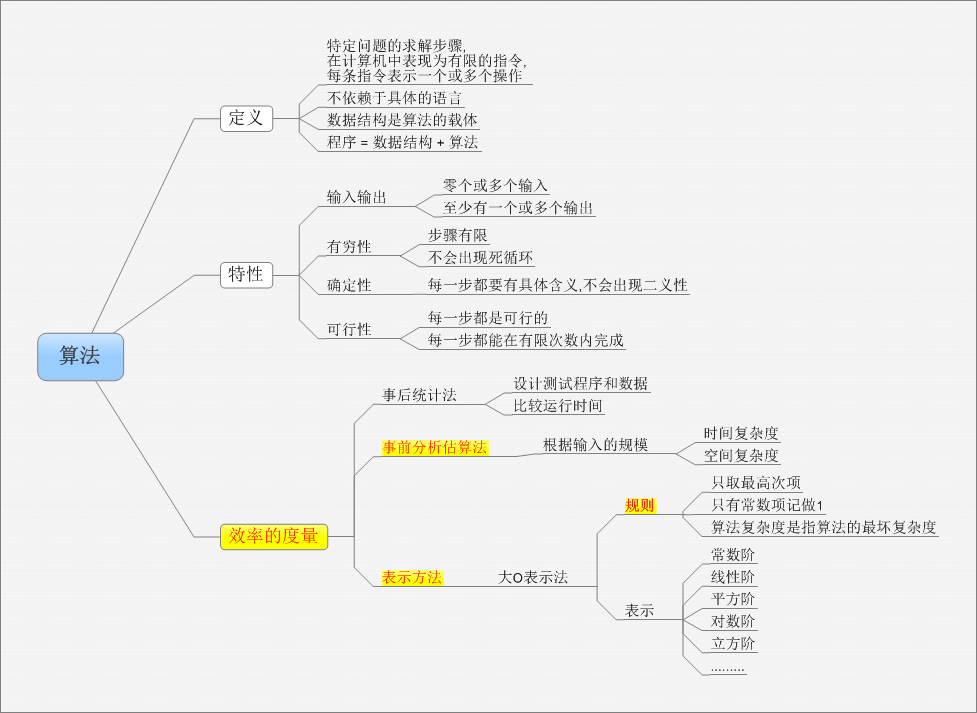 特定问题的求解步骤,
在计算机中表现为有限的指令,
每条指令表示一个或多个操作
不依赖于具体的语言
定义
数据结构是算法的载体
程序 = 数据结构 + 算法
零个或多个输入
输入输出
至少有一个或多个输出
步骤有限
有穷性
不会出现死循环
特性
确定性
每一步都要有具体含义,不会出现二义性
每一步都是可行的
可行性
每一步都能在有限次数内完成
算法
设计测试程序和数据
事后统计法
比较运行时间
时间复杂度
事前分析估算法
根据输入的规模
空间复杂度
只取最高次项
规则
只有常数项记做1
算法复杂度是指算法的最坏复杂度
效率的度量
常数阶
表示方法
大O表示法
线性阶
平方阶
表示
对数阶
立方阶
.........